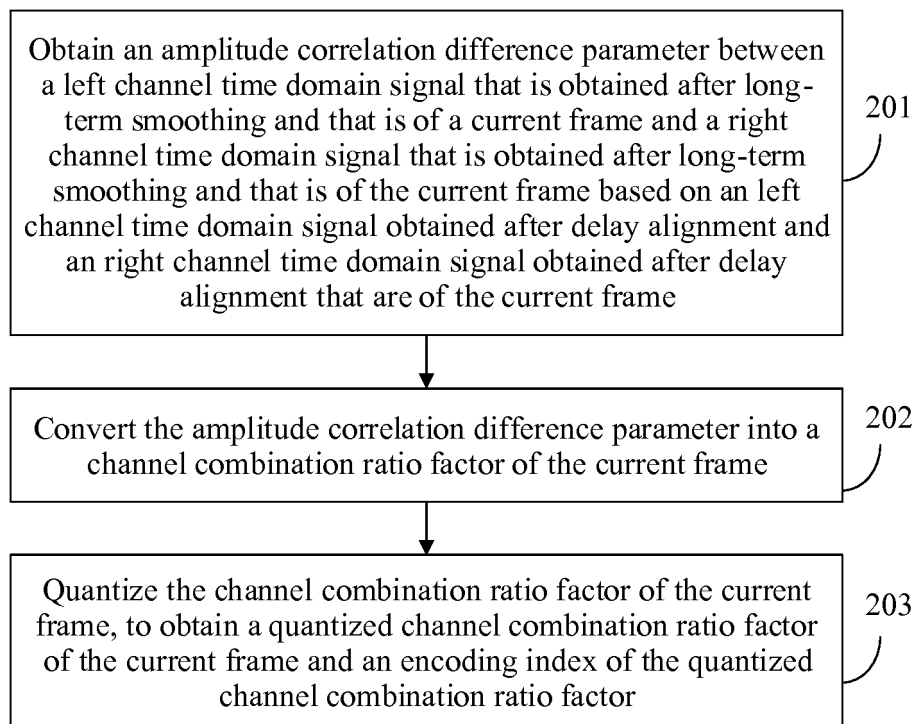 Obtain an amplitude correlation difference parameter between
a left channel time domain signal that is obtained after long-
term smoothing and that is of a current frame and a right
channel time domain signal that is obtained after long-term
smoothing and that is of the current frame based on an left
channel time domain signal obtained after delay alignment and
an right channel time domain signal obtained after delay
alignment that are of the current frame
201
Convert the amplitude correlation difference parameter into a
channel combination ratio factor of the current frame
202
Quantize the channel combination ratio factor of the current
frame, to obtain a quantized channel combination ratio factor
of the current frame and an encoding index of the quantized
channel combination ratio factor
203